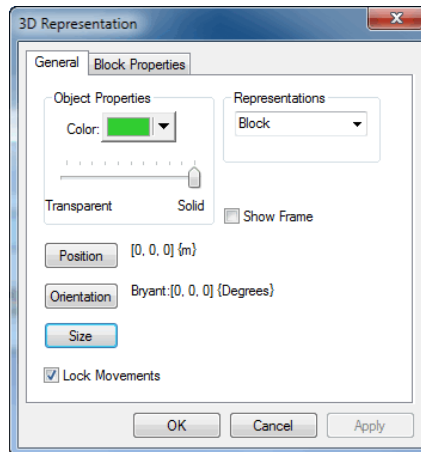 3D Representation
General
Block Properties
Object Properties
Color:
Transparent
Solid
Representations
Block
Show Frame
Position
[0, 0, 0] {m}
Orientation
Bryant:[0, 0, 0] {Degrees}
Size
Lock Movements
OK
Cancel
Apply